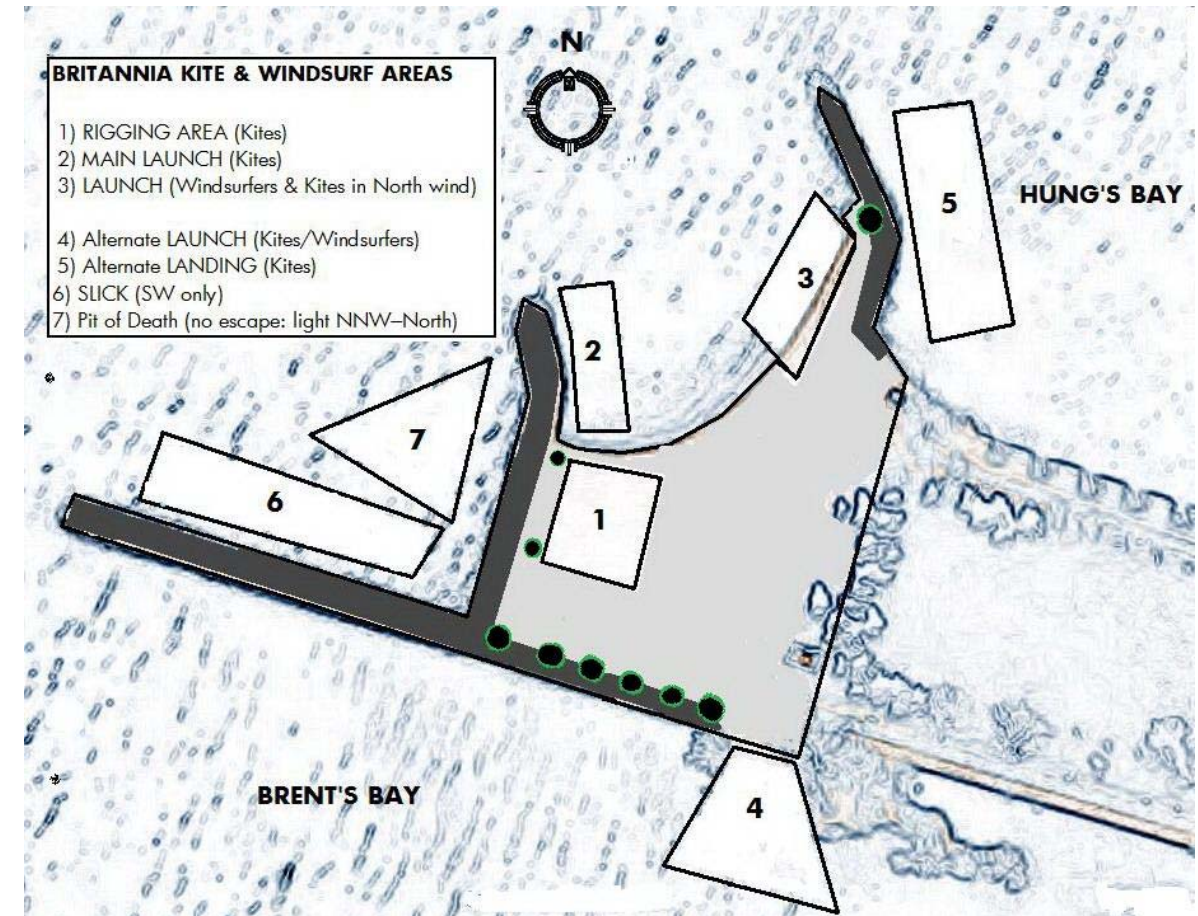 N
BRITANNIA KITE & WINDSURF AREAS
1) RIGGING AREA (Kites)
2) MAIN LAUNCH (Kites)
3) LAUNCH (Windsurfers & Kites in North wind)
4) Alternate LAUNCH (Kites/Windsurfers)
5) Alternate LANDING (Kites)
6) SLICK (SW only)
7) Pit of Death (no escape: light NNW–North)
5
HUNG'S BAY
3
2
7
6
1
BRENT'S BAY
4